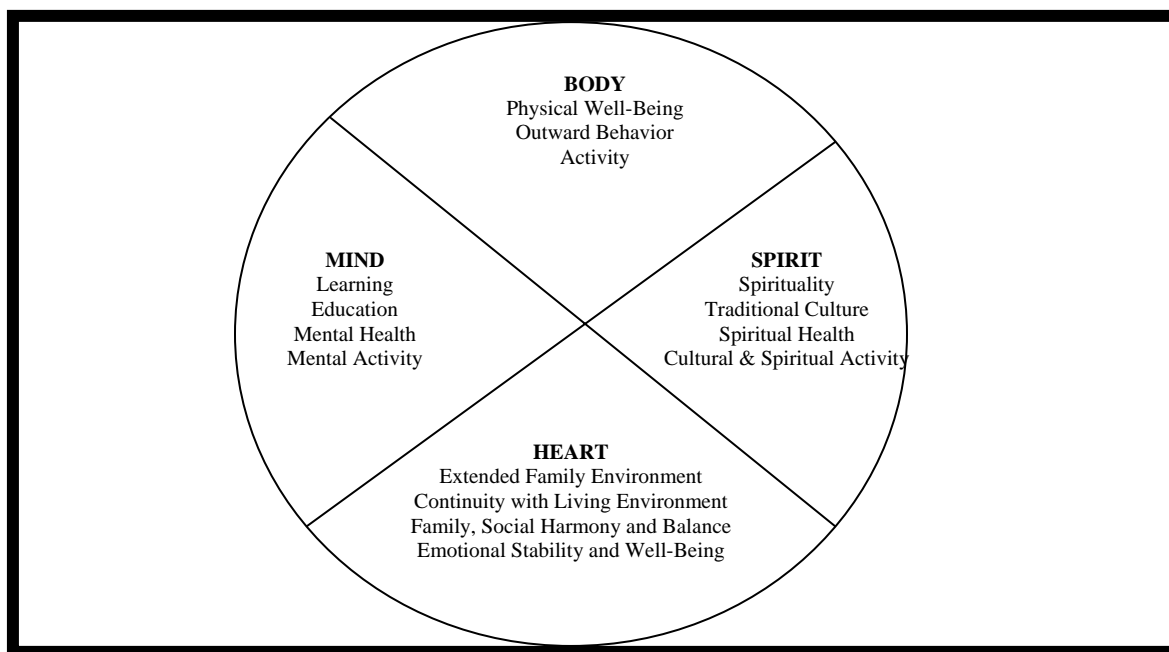 BODY
Physical Well-Being
Outward Behavior
Activity
MIND
Learning
Education
Mental Health
Mental Activity
SPIRIT
Spirituality
Traditional Culture
Spiritual Health
Cultural & Spiritual Activity
HEART
Extended Family Environment
Continuity with Living Environment
Family, Social Harmony and Balance
Emotional Stability and Well-Being